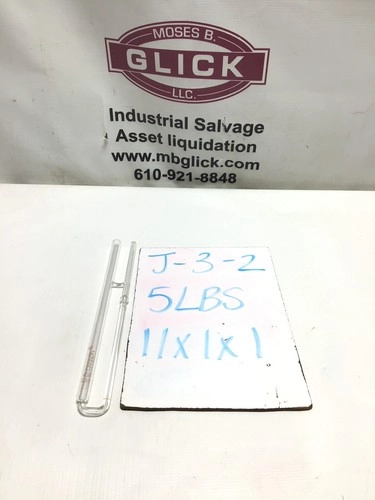 MOSES B.
GLICK
LLC.
Industrial Salvage
Asset liquidation
www.mbglick.com
610-921-8848
J-3-2
5LBS
11x1x1